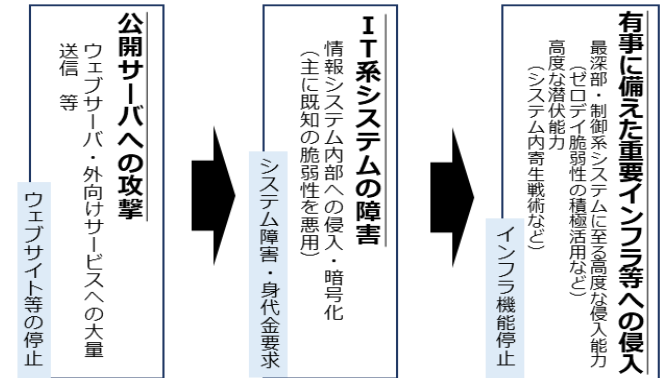 公開サーバへの攻撃
ウェブサーバ・外向けサービスへの大量
送信　等
ウェブサイト等の停止
IT系システムの障害
情報システム内部への侵入・暗号化
（主に既知の脆弱性を悪用）
システム障害・身代金要求
有事に備えた重要インフラ等への侵入
最深部・制御系システムに至る高度な侵入能力
（ゼロデイ脆弱性の積極活用など）
高度な潜伏能力
（システム内寄生戦術など）
インフラ機能停止